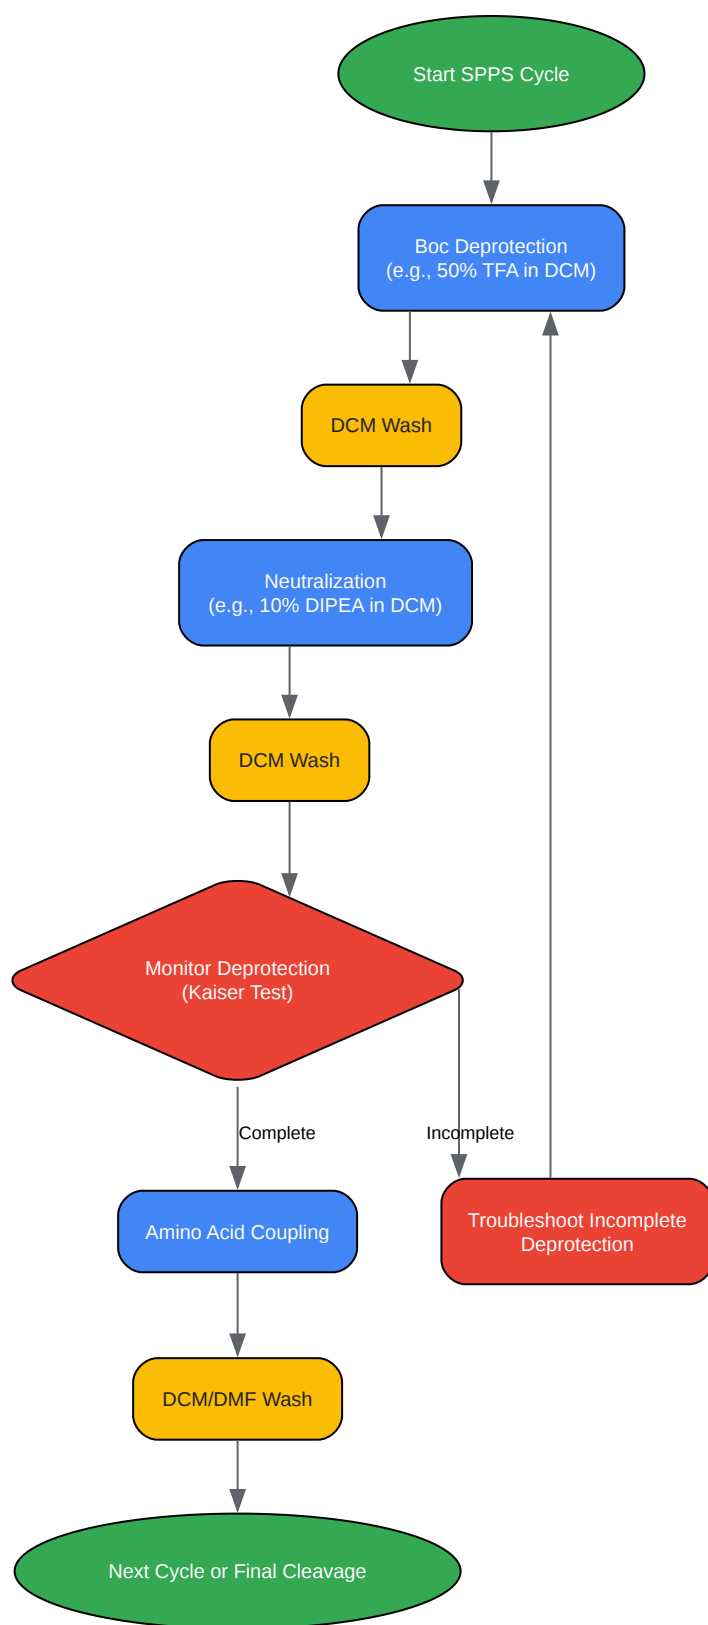 Start SPPS Cycle
Boc Deprotection
(e.g., 50% TFA in DCM)
DCM Wash
Neutralization
(e.g., 10% DIPEA in DCM)
DCM Wash
Monitor Deprotection
(Kaiser Test)
Complete
Incomplete
Amino Acid Coupling
Troubleshoot Incomplete
Deprotection
DCM/DMF Wash
Next Cycle or Final Cleavage